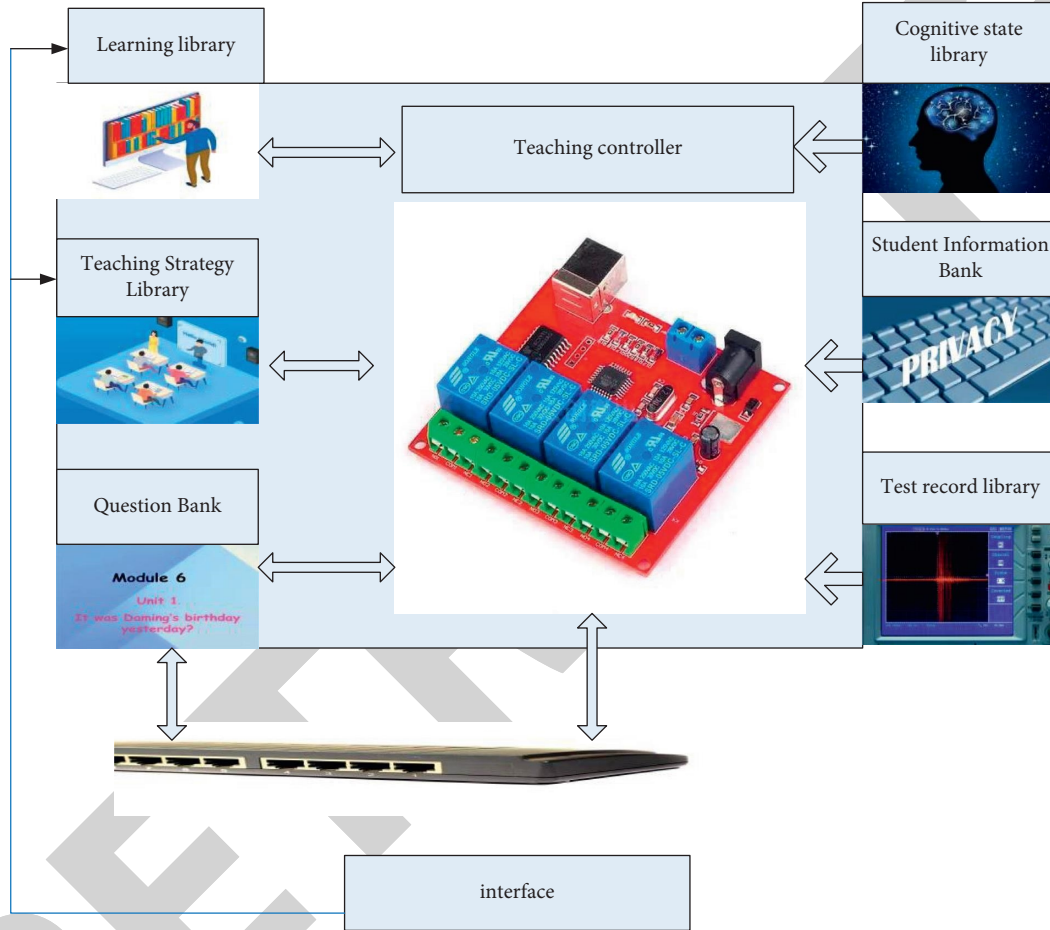 Learning library
Cognitive state
library
Teaching controller
Teaching Strategy
Library
Student Information
Bank
PRIVACY
Question Bank
Test record library
Module 6
Unit 1.
It was Daming's birthday
yesterday?
interface